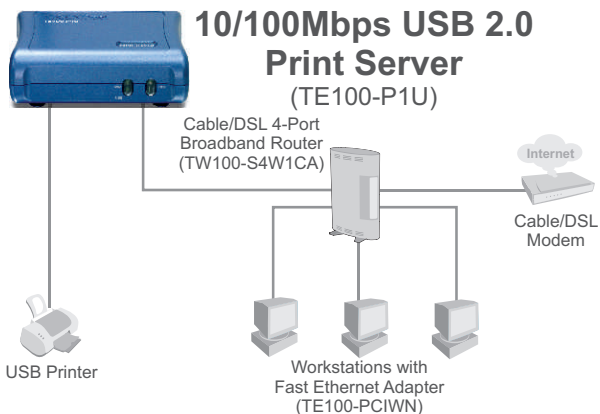 10/100Mbps USB 2.0
Print Server
(TE100-P1U)
Cable/DSL 4-Port
Broadband Router
(TW100-S4W1CA)
Internet
Cable/DSL
Modem
USB Printer
Workstations with
Fast Ethernet Adapter
(TE100-PCIWN)